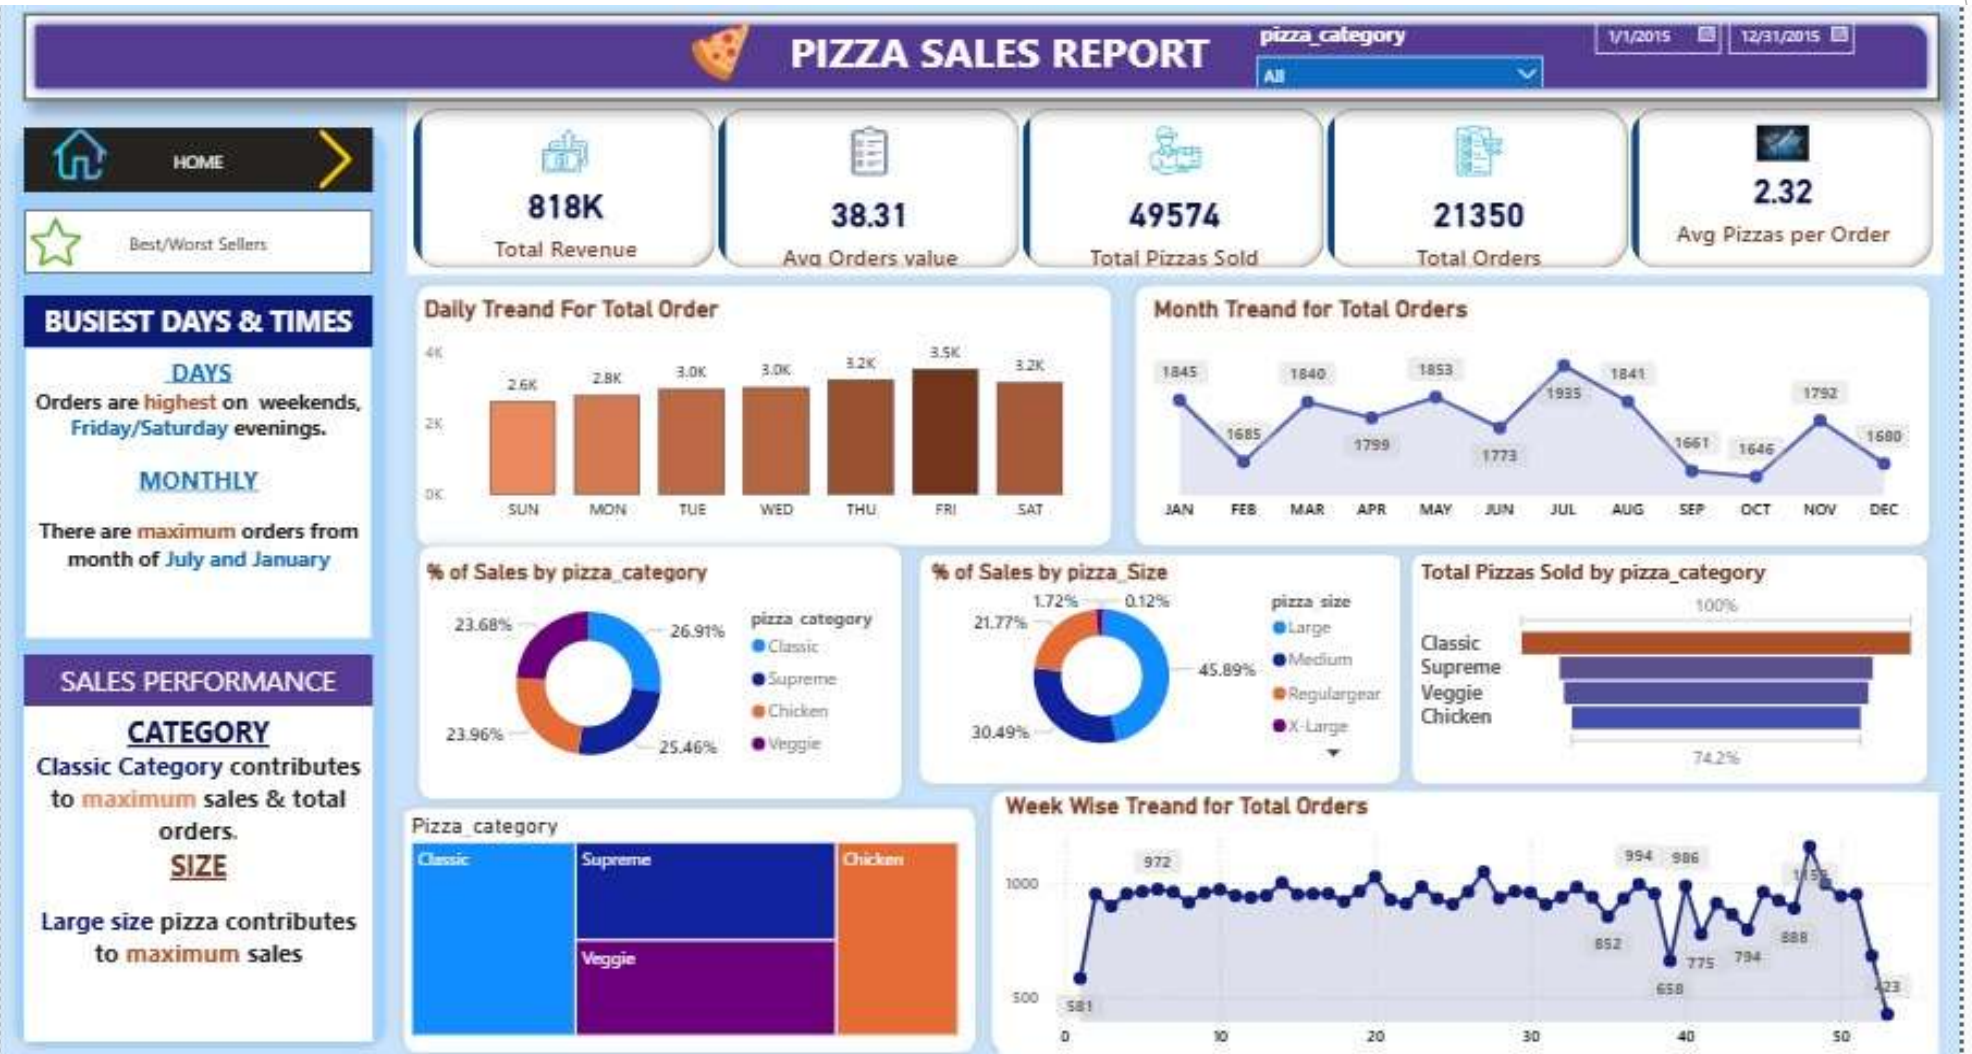 PIZZA SALES REPORT
pizza_category
All
1/1/2015
12/31/2015
HOME
Best/Worst Sellers
818K
Total Revenue
38.31
Avg Orders value
49574
Total Pizzas Sold
21350
Total Orders
2.32
Avg Pizzas per Order
BUSIEST DAYS & TIMES
DAYS
Orders are highest on weekends,
Friday/Saturday evenings.
MONTHLY
There are maximum orders from
month of July and January
SALES PERFORMANCE
CATEGORY
Classic Category contributes
to maximum sales & total
orders.
SIZE
Large size pizza contributes
to maximum sales
Daily Treand For Total Order
4K
2K
0K
2.6K
2.8K
3.0K
3.0K
3.2K
3.5K
3.2K
SUN MON TUE WED THU FRI SAT
Month Treand for Total Orders
1845
1685
1840
1799
1853
1773
1935
1841
1661
1646
1792
1680
JAN FEB MAR APR MAY JUN JUL AUG SEP OCT NOV DEC
% of Sales by pizza_category
23.68%
26.91%
23.96%
25.46%
pizza category
Classic
Supreme
Chicken
Veggie
% of Sales by pizza_Size
1.72%
0.12%
21.77%
45.89%
30.49%
pizza size
Large
Medium
Regulargear
X-Large
Total Pizzas Sold by pizza_category
100%
Classic
Supreme
Veggie
Chicken
74.2%
Pizza_category
Classic
Supreme
Veggie
Chicken
Week Wise Treand for Total Orders
1000
500
581
972
852
994
658
986
775
794
888
423
0 10 20 30 40 50